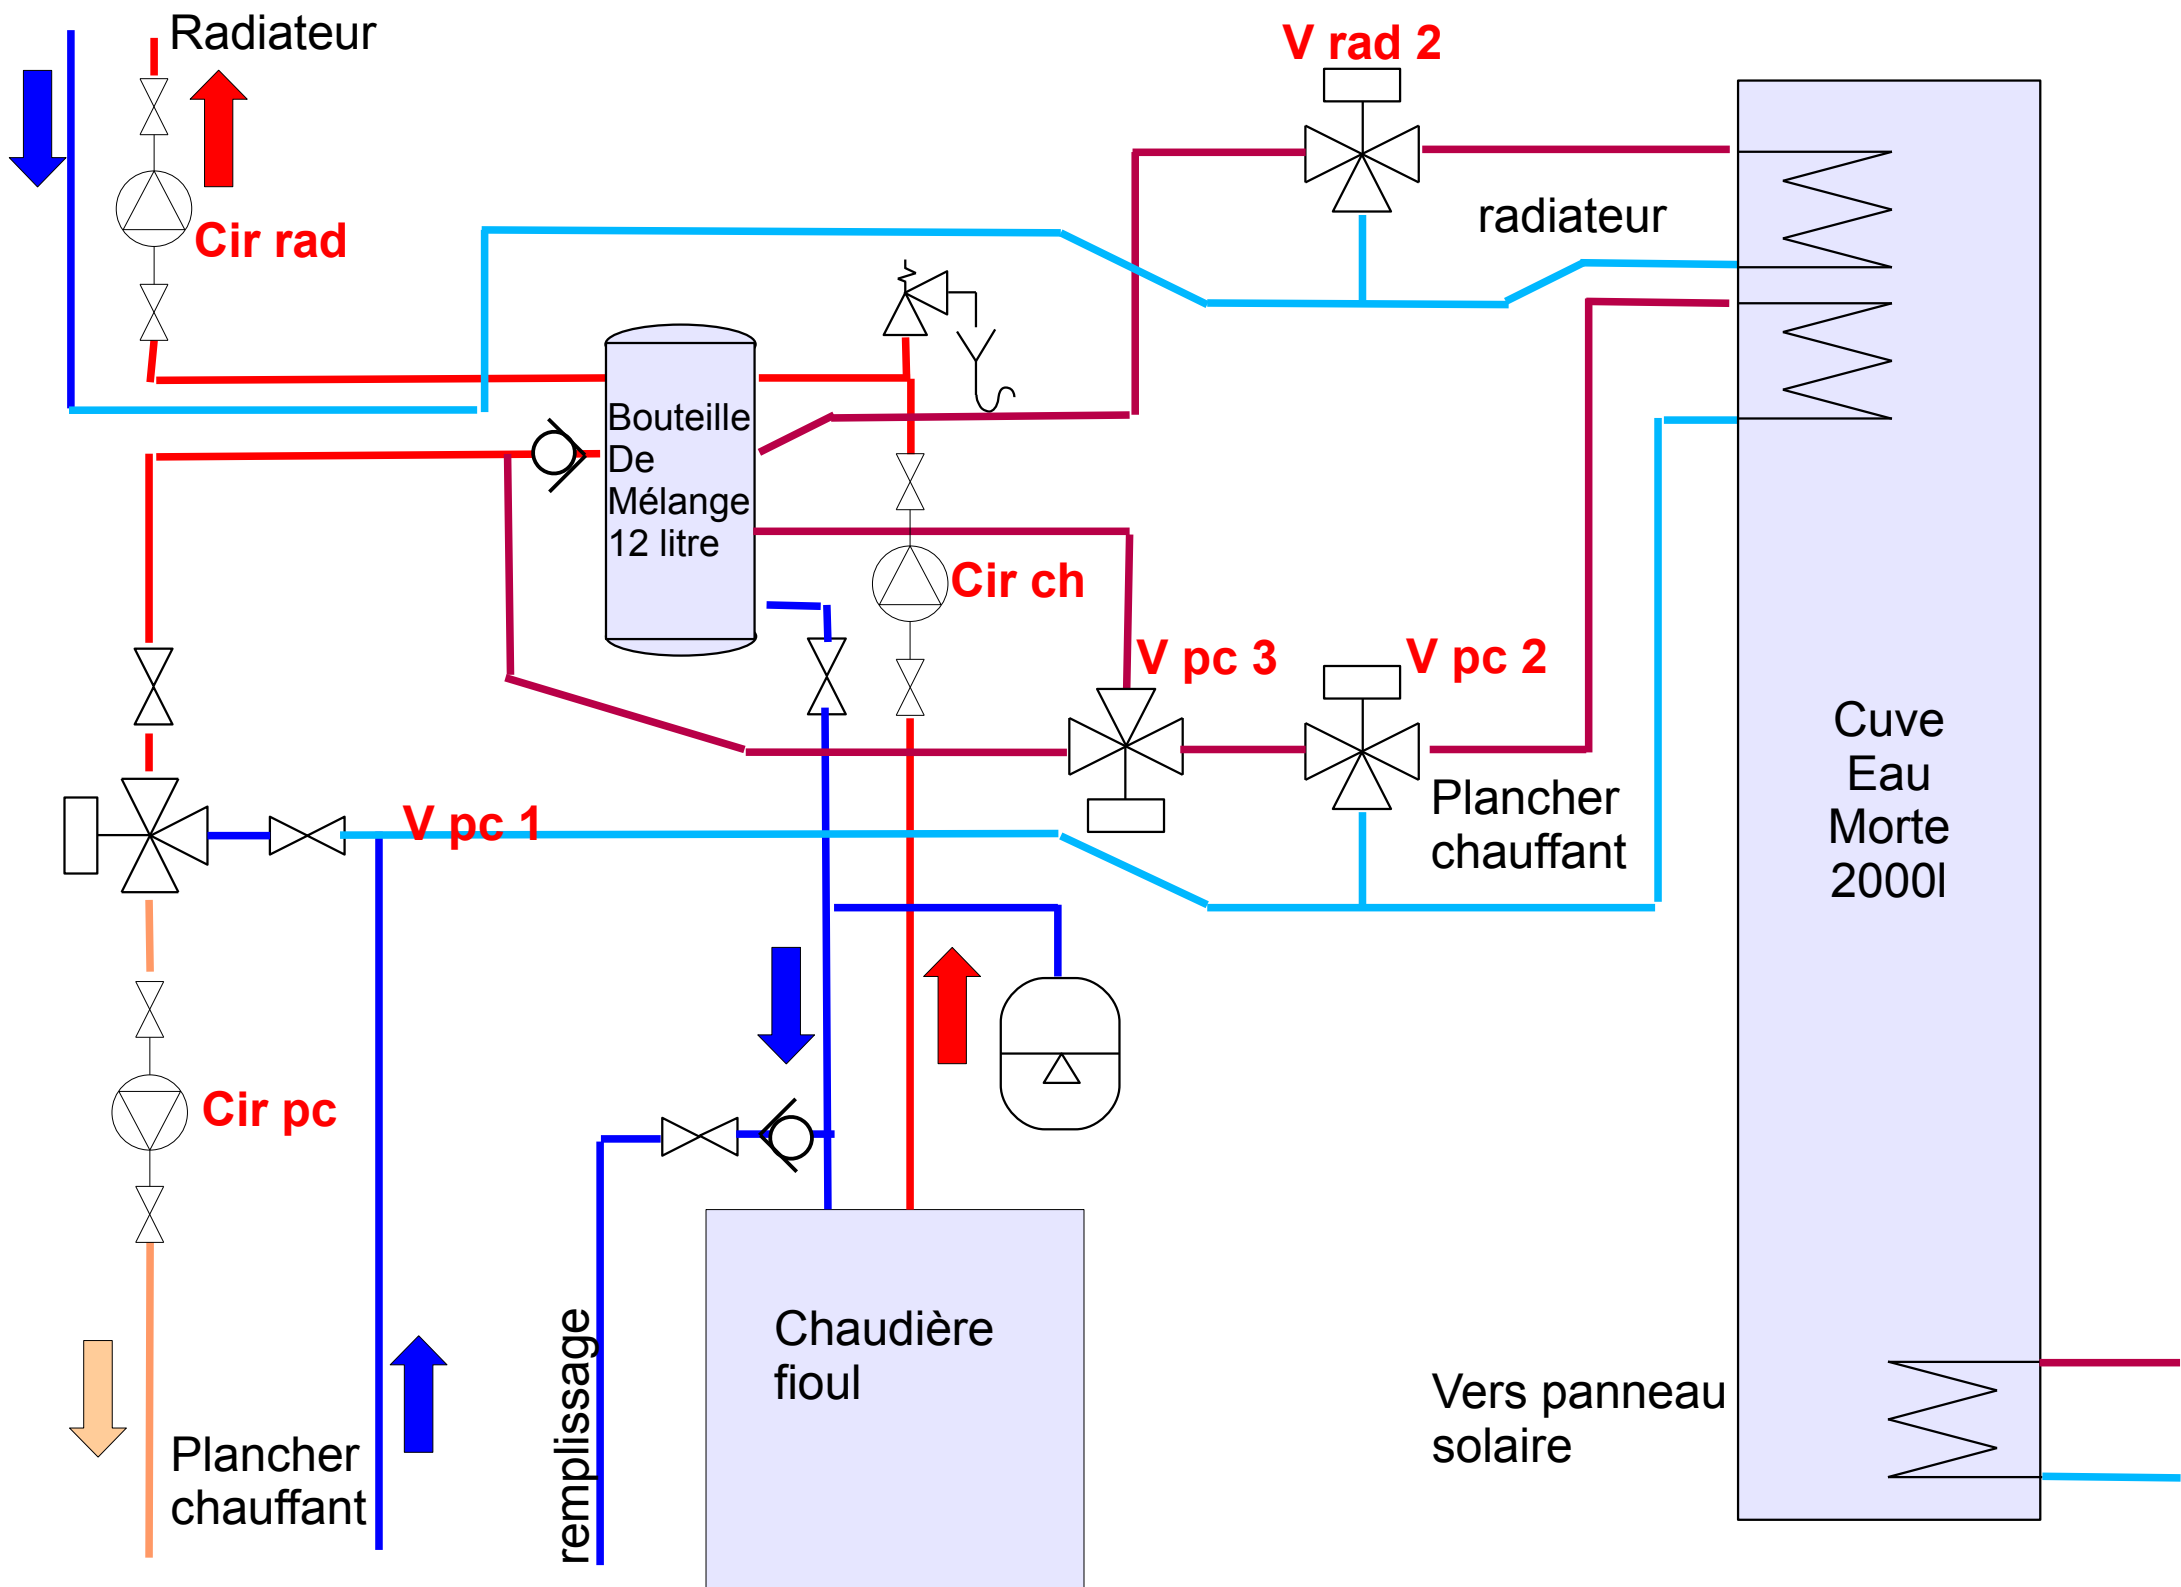 Radiateur
V rad 2
radiateur
Cir rad
Bouteille
De
Mélange
12 litre
Cir ch
V pc 3
V pc 2
Cuve
Eau
Morte
2000l
Plancher
chauffant
V pc 1
Cir pc
remplissage
Chaudière
fioul
Vers panneau
solaire
Plancher
chauffant